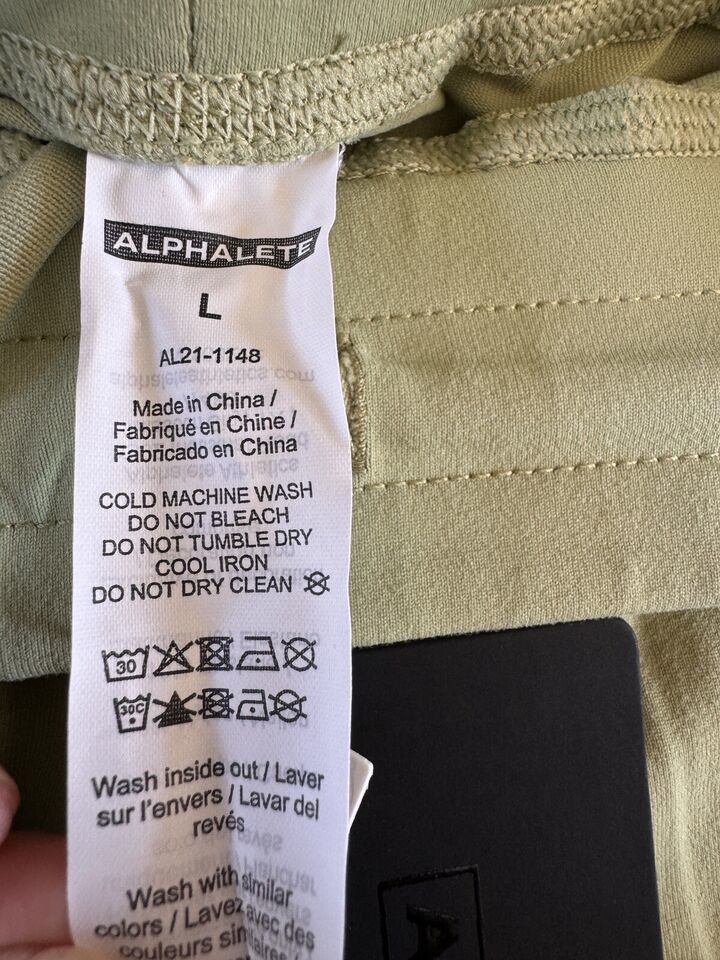 ALPHALETE
L
AL21-1148
Made in China /
Fabriqué en Chine /
Fabricado en China
COLD MACHINE WASH
DO NOT BLEACH
DO NOT TUMBLE DRY
COOL IRON
DO NOT DRY CLEAN
30
30C
Wash inside out / Laver
sur l'envers / Lavar del
revés
Wash with similar
colors / Lavez avec des
couleurs similaires /
A